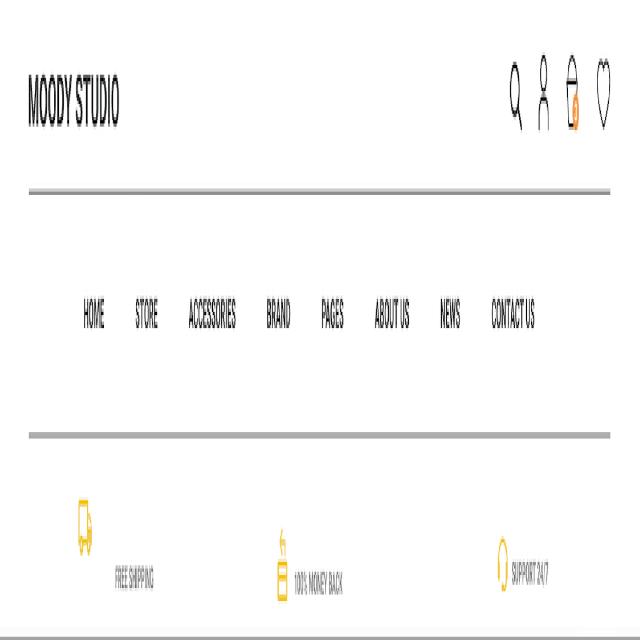 MOODY STUDIO
HOME STORE ACCESSORIES BRAND PAGES ABOUT US NEWS CONTACT US
FREE SHIPPING 100% MONEY BACK SUPPORT 24/7